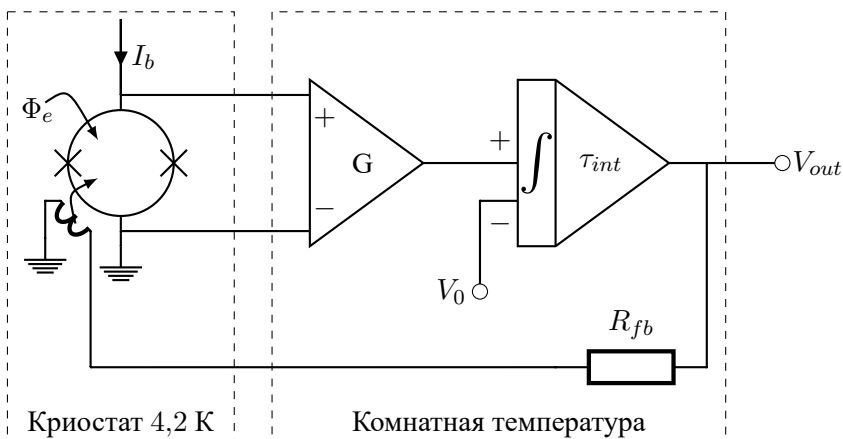 I_b
Φ_e
+
−
G
+
−
∫
τ_int
V_out
V_0
R_fb
Криостат 4,2 К
Комнатная температура